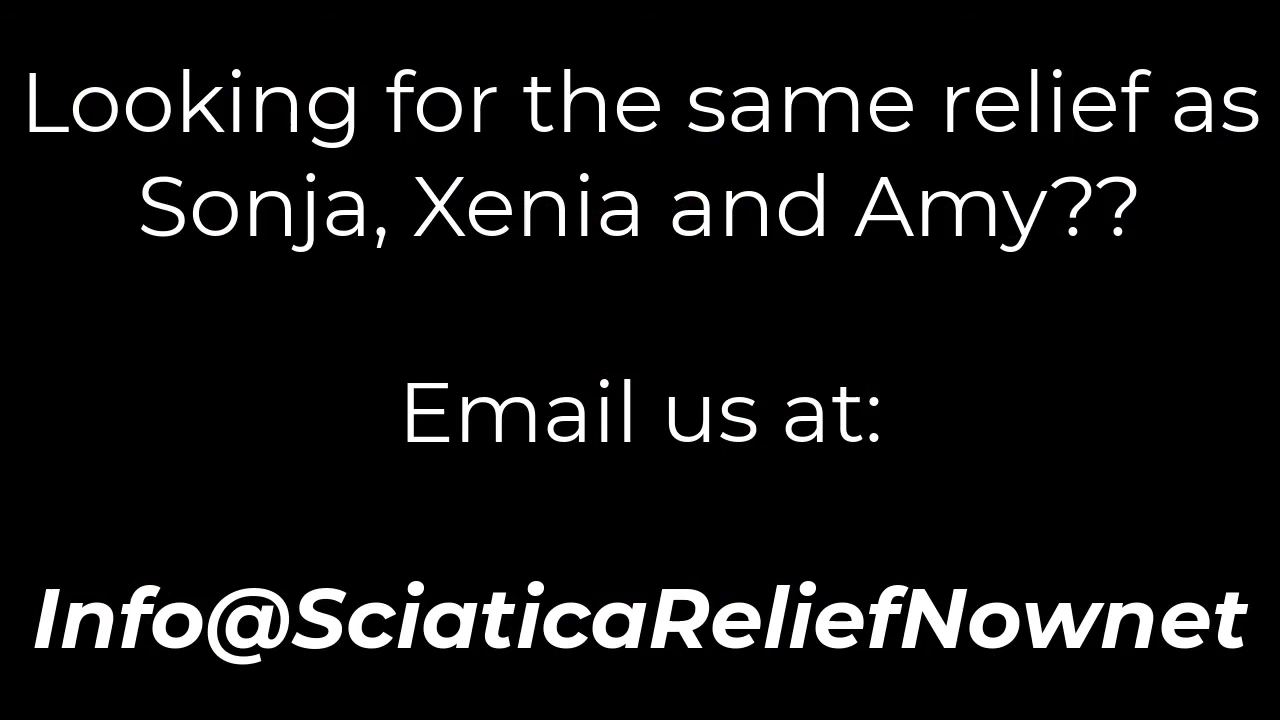 Looking for the same relief as
Sonja, Xenia and Amy??
Email us at:
Info@SciaticaReliefNownet